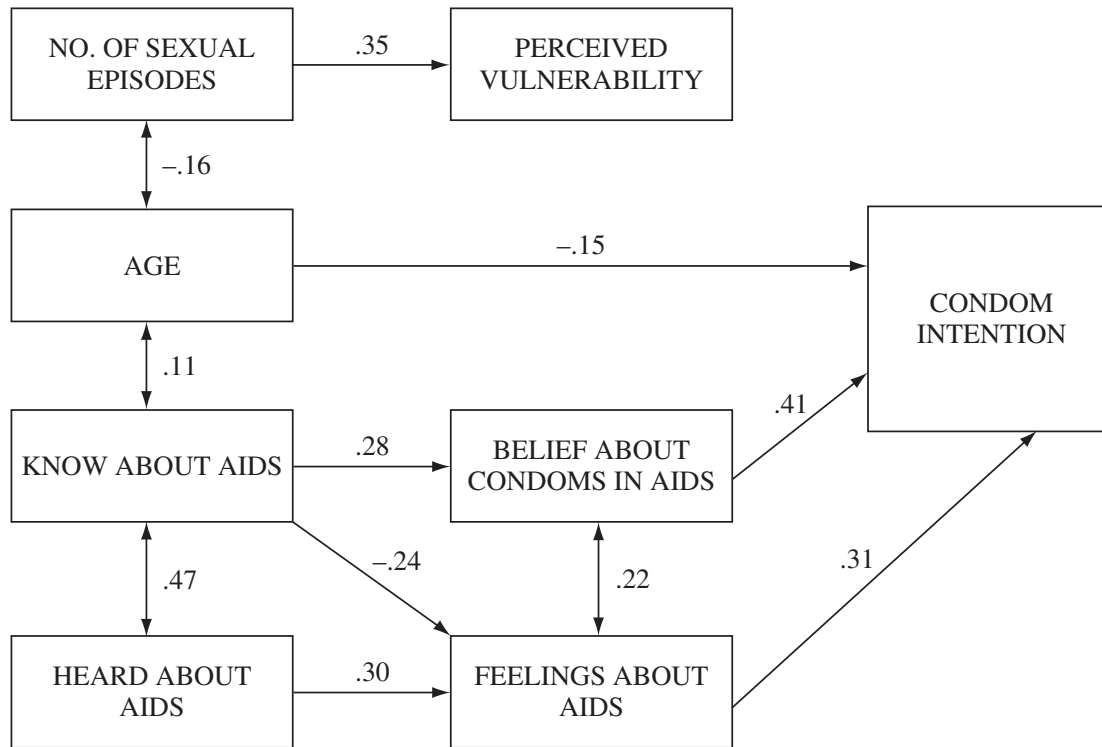 NO. OF SEXUAL
EPISODES
.35
PERCEIVED
VULNERABILITY
–.16
AGE
–.15
CONDOM
INTENTION
.11
KNOW ABOUT AIDS
.28
BELIEF ABOUT
CONDOMS IN AIDS
.41
.47
–.24
.22
.31
HEARD ABOUT
AIDS
.30
FEELINGS ABOUT
AIDS